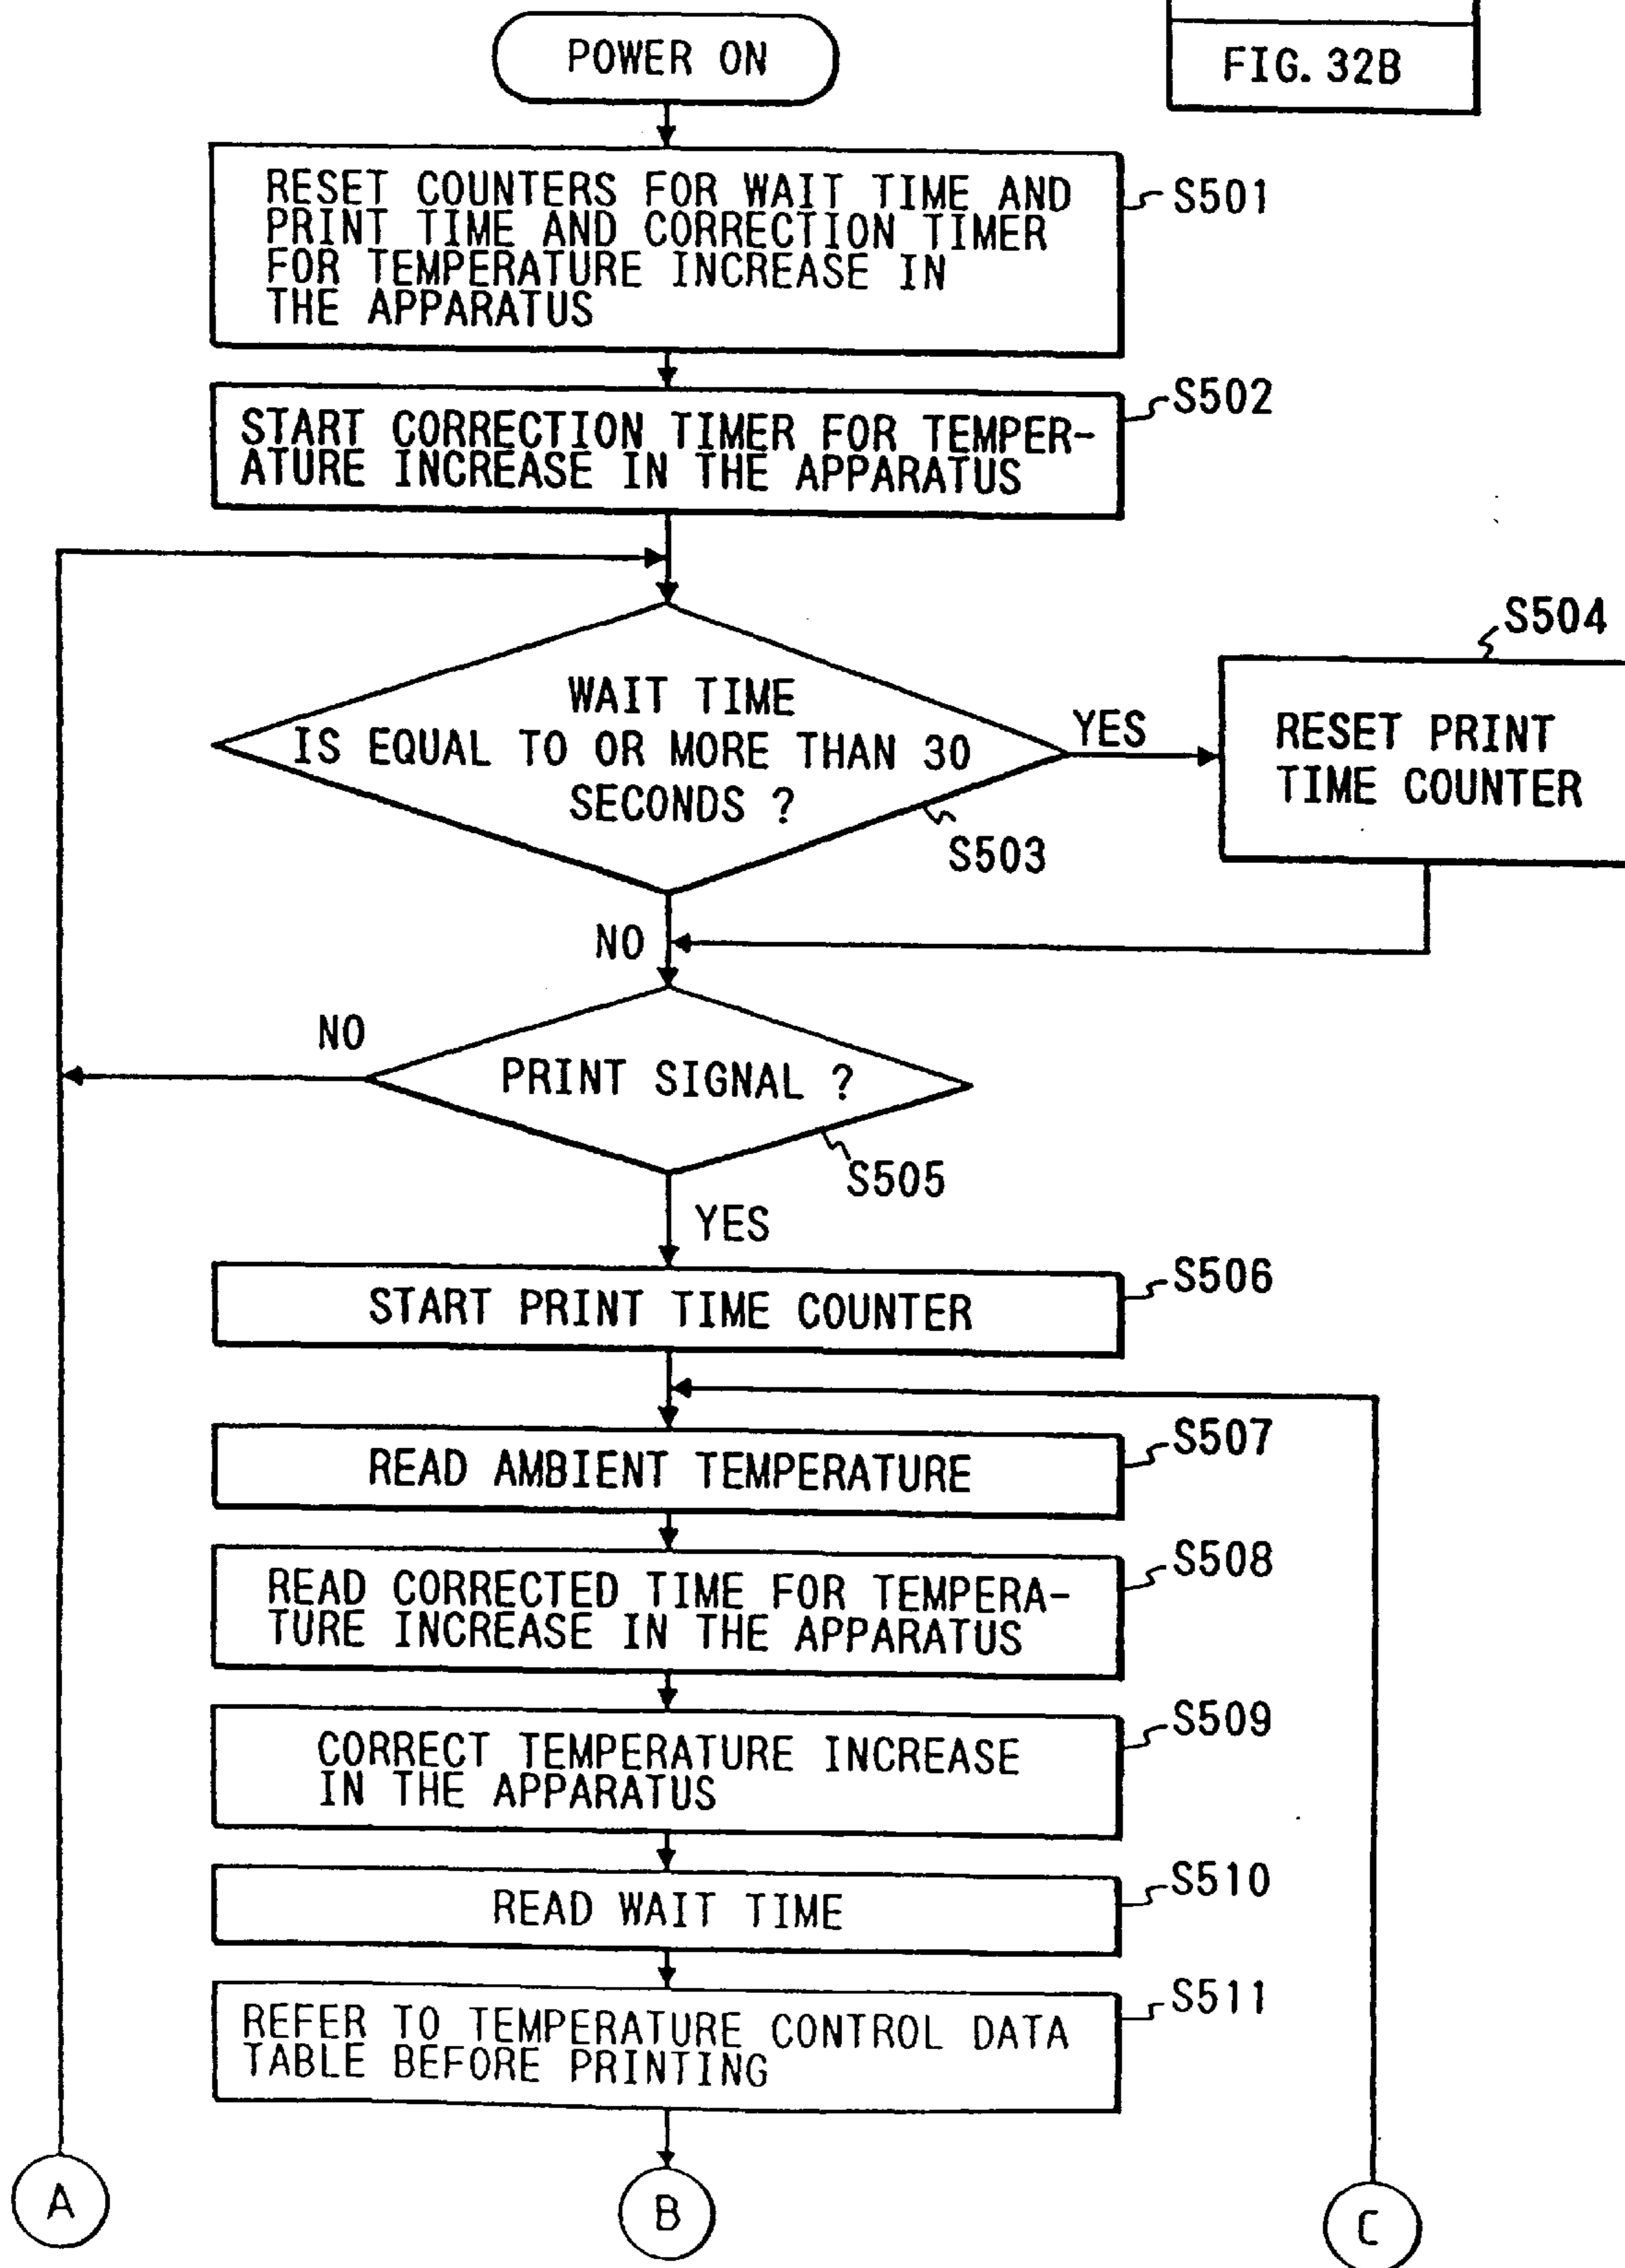 FIG. 32B
POWER ON
RESET COUNTERS FOR WAIT TIME AND
PRINT TIME AND CORRECTION TIMER
FOR TEMPERATURE INCREASE IN
THE APPARATUS
S501
START CORRECTION TIMER FOR TEMPER-
ATURE INCREASE IN THE APPARATUS
S502
WAIT TIME
IS EQUAL TO OR MORE THAN 30
SECONDS ?
S503
YES
S504
RESET PRINT
TIME COUNTER
NO
NO
PRINT SIGNAL ?
S505
YES
START PRINT TIME COUNTER
S506
READ AMBIENT TEMPERATURE
S507
READ CORRECTED TIME FOR TEMPERA-
TURE INCREASE IN THE APPARATUS
S508
CORRECT TEMPERATURE INCREASE
IN THE APPARATUS
S509
READ WAIT TIME
S510
REFER TO TEMPERATURE CONTROL DATA
TABLE BEFORE PRINTING
S511
A
B
C